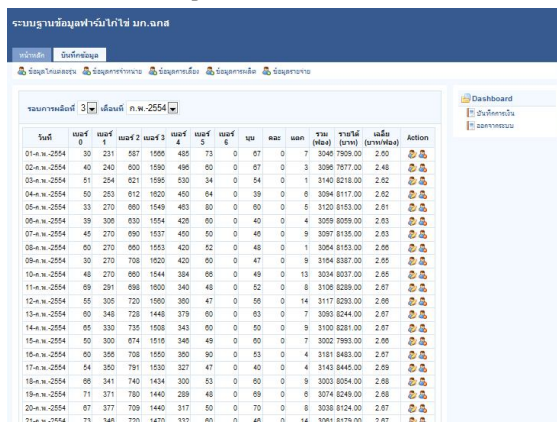 ระบบฐานข้อมูลฟาร์มไก่ไข่ มก.ฉกส
หน้าหลัก บันทึกข้อมูล
ข้อมูลไก่แต่ละรุ่น ข้อมูลการจำหน่าย ข้อมูลการเลี้ยง ข้อมูลการผลิต ข้อมูลรายจ่าย
รอบการผลิตที่ 3 เดือนที่ ก.พ.-2554
Dashboard
บันทึกการเงิน
ออกจากระบบ
วันที่ เบอร์ 0 เบอร์ 1 เบอร์ 2 เบอร์ 3 เบอร์ 4 เบอร์ 5 เบอร์ 6 บุบ คละ แตก รวม (ฟอง) รายได้ (บาท) เฉลี่ย (บาท/ฟอง) Action
01-ก.พ.-2554 30 231 587 1566 485 73 0 67 0 7 3046 7909.00 2.60
02-ก.พ.-2554 40 240 600 1590 496 60 0 67 0 3 3096 7677.00 2.48
03-ก.พ.-2554 51 254 621 1595 530 34 0 54 0 1 3140 8218.00 2.62
04-ก.พ.-2554 50 253 612 1620 450 64 0 39 0 6 3094 8117.00 2.62
05-ก.พ.-2554 33 270 660 1549 463 80 0 60 0 5 3120 8153.00 2.61
06-ก.พ.-2554 39 306 630 1554 426 60 0 40 0 4 3059 8059.00 2.63
07-ก.พ.-2554 45 270 690 1537 450 50 0 46 0 9 3097 8135.00 2.63
08-ก.พ.-2554 60 270 660 1553 420 52 0 48 0 1 3064 8153.00 2.66
09-ก.พ.-2554 30 270 708 1620 420 60 0 47 0 9 3164 8387.00 2.65
10-ก.พ.-2554 48 270 660 1544 384 66 0 49 0 13 3034 8037.00 2.65
11-ก.พ.-2554 69 291 698 1600 340 48 0 52 0 8 3106 8289.00 2.67
12-ก.พ.-2554 55 305 720 1560 360 47 0 56 0 14 3117 8293.00 2.66
13-ก.พ.-2554 60 348 728 1448 379 60 0 63 0 7 3093 8244.00 2.67
14-ก.พ.-2554 65 330 735 1508 343 60 0 50 0 9 3100 8281.00 2.67
15-ก.พ.-2554 50 300 674 1516 346 49 0 60 0 7 3002 7993.00 2.66
16-ก.พ.-2554 60 356 708 1550 360 90 0 53 0 4 3181 8483.00 2.67
17-ก.พ.-2554 54 350 791 1530 327 47 0 40 0 4 3143 8445.00 2.69
18-ก.พ.-2554 66 341 740 1434 300 53 0 60 0 9 3003 8054.00 2.68
19-ก.พ.-2554 71 371 780 1440 289 48 0 69 0 6 3074 8249.00 2.68
20-ก.พ.-2554 67 377 709 1440 317 50 0 70 0 8 3038 8124.00 2.67
21-ก.พ.-2554 73 346 720 1470 332 60 0 46 0 14 3061 8179.00 2.67